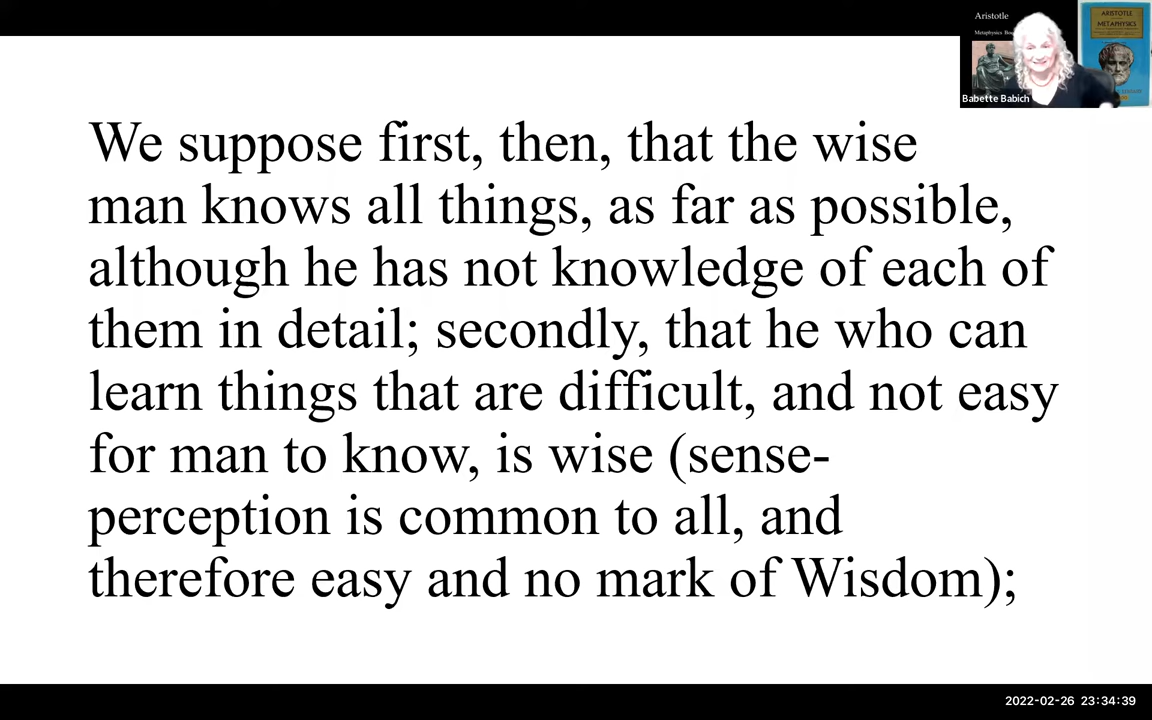 Aristotle
ARISTOTLE
METAPHYSICS
Babette Babich
We suppose first, then, that the wise
man knows all things, as far as possible,
although he has not knowledge of each of
them in detail; secondly, that he who can
learn things that are difficult, and not easy
for man to know, is wise (sense-
perception is common to all, and
therefore easy and no mark of Wisdom);
2022-02-26 23:34:39